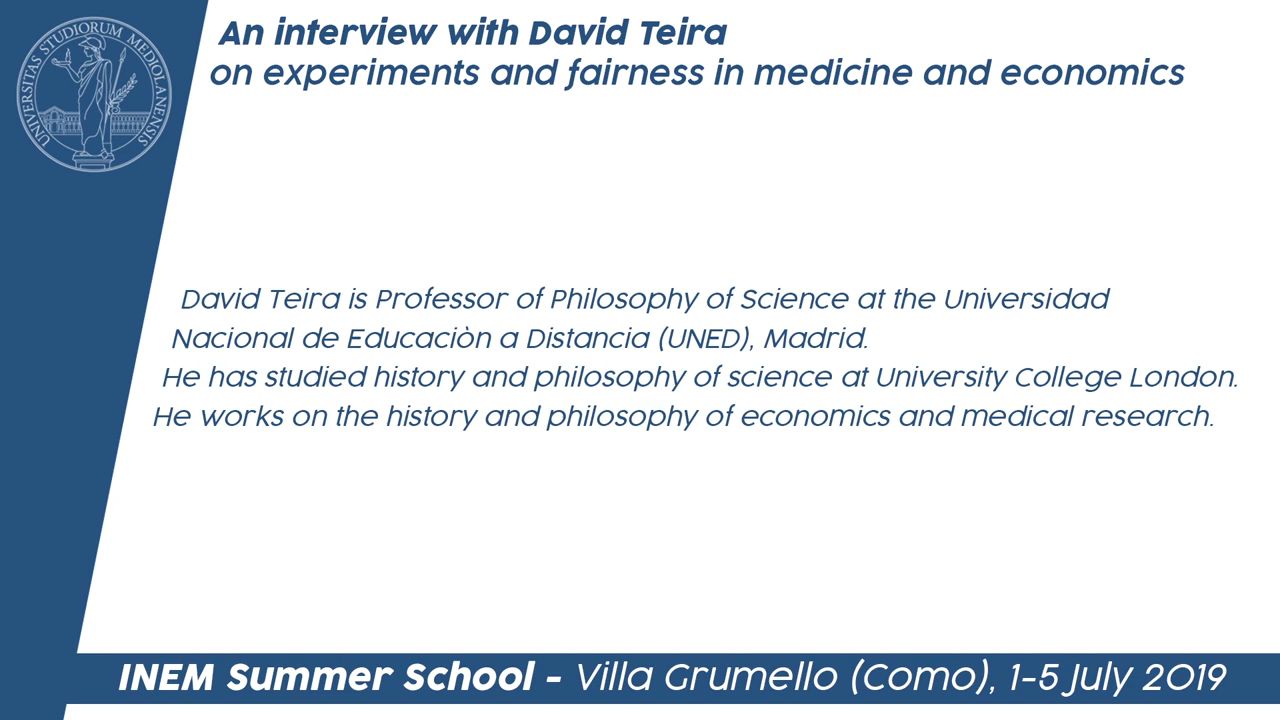 UNIVERSITAS STUDIORUM MEDIOLANENSIS
An interview with David Teira
on experiments and fairness in medicine and economics
David Teira is Professor of Philosophy of Science at the Universidad
Nacional de Educaciòn a Distancia (UNED), Madrid.
He has studied history and philosophy of science at University College London.
He works on the history and philosophy of economics and medical research.
INEM Summer School - Villa Grumello (Como), 1-5 July 2019